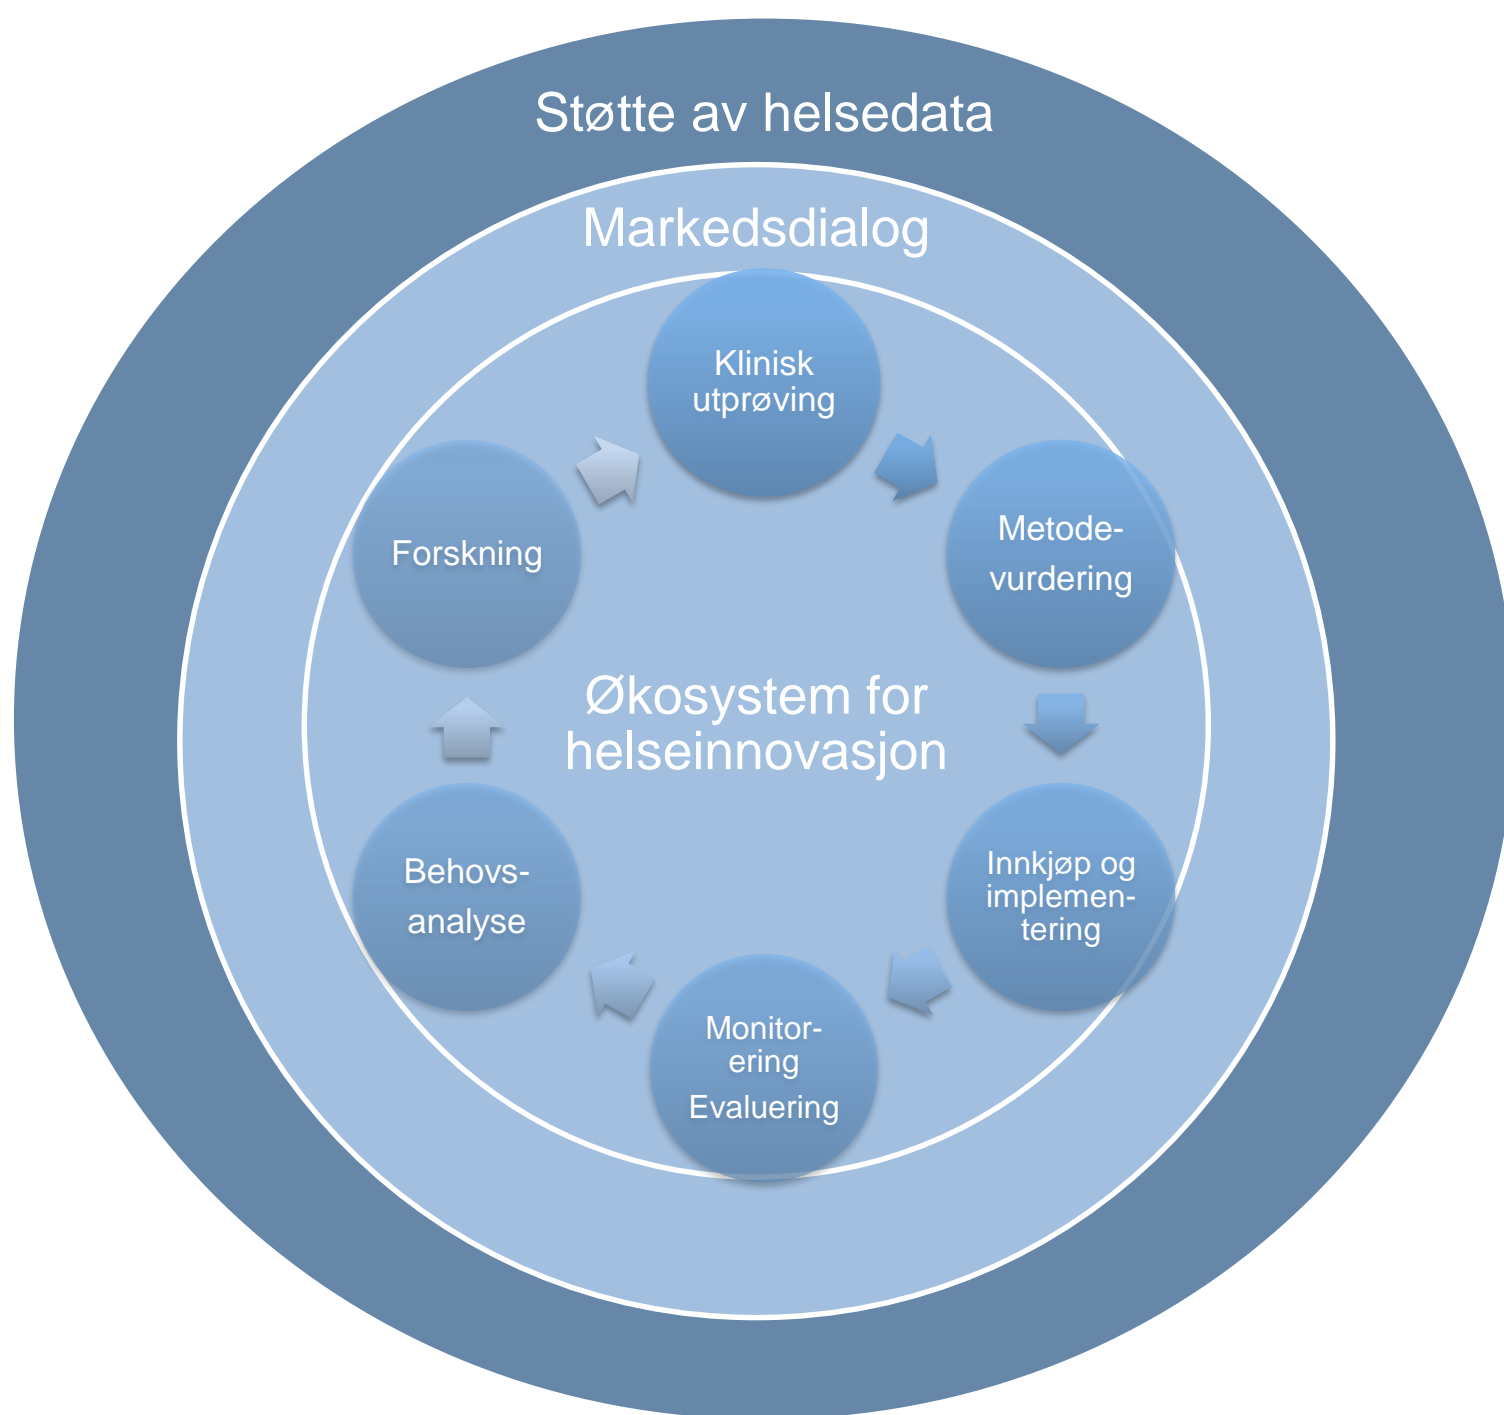 Støtte av helsedata
Markedsdialog
Klinisk
utprøving
Metode-
vurdering
Innkjøp og
implemen-
tering
Monitor-
ering
Evaluering
Behovs-
analyse
Forskning
Økosystem for
helseinnovasjon